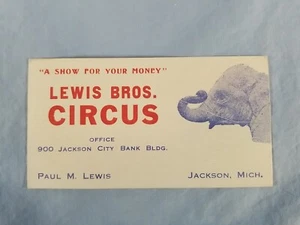 "A SHOW FOR YOUR MONEY"
LEWIS BROS.
CIRCUS
OFFICE
900 JACKSON CITY BANK BLDG.
PAUL M. LEWIS
JACKSON, MICH.